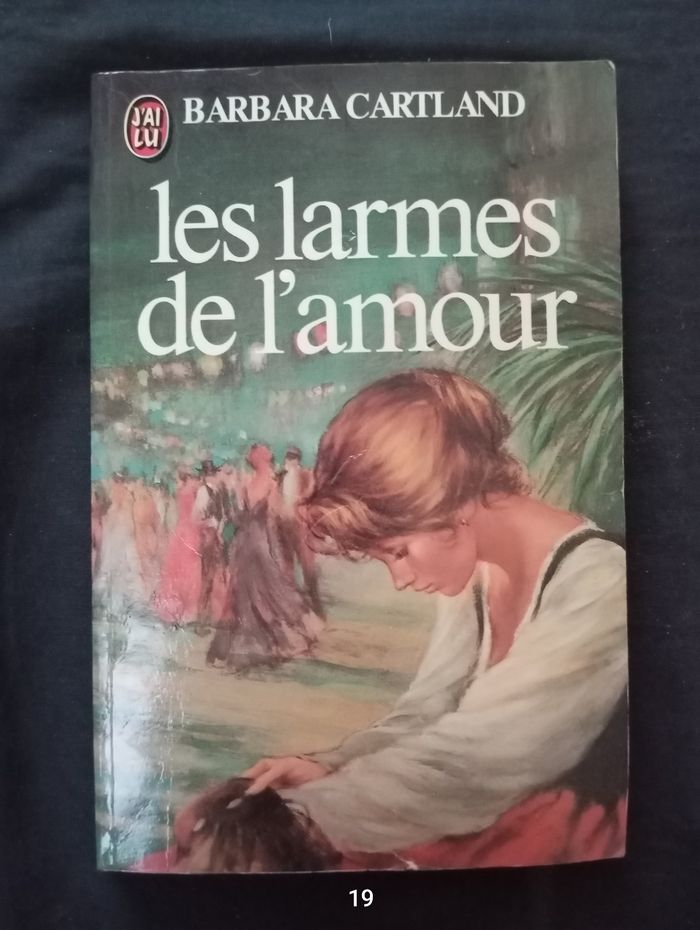 J'AI
LU
BARBARA CARTLAND
les larmes
de l'amour
19